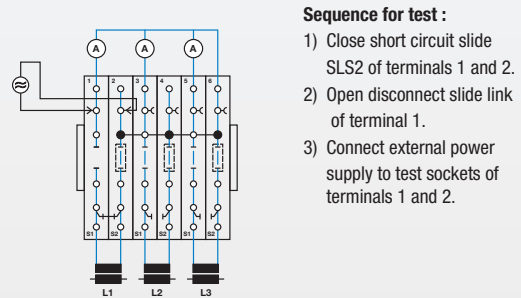 Sequence for test :
1) Close short circuit slide
SLS2 of terminals 1 and 2.
2) Open disconnect slide link
of terminal 1.
3) Connect external power
supply to test sockets of
terminals 1 and 2.
A A A
1 2 3 4 5 6
S1 S2 S1 S2 S1 S2
L1 L2 L3